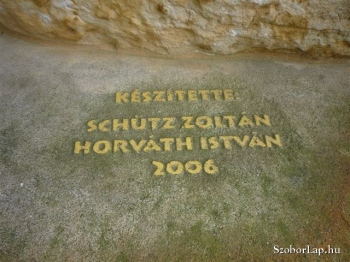 KÉSZÍTETTE:
SCHÜTZ ZOLTÁN
HORVÁTH ISTVÁN
2006
SzoborLap.hu